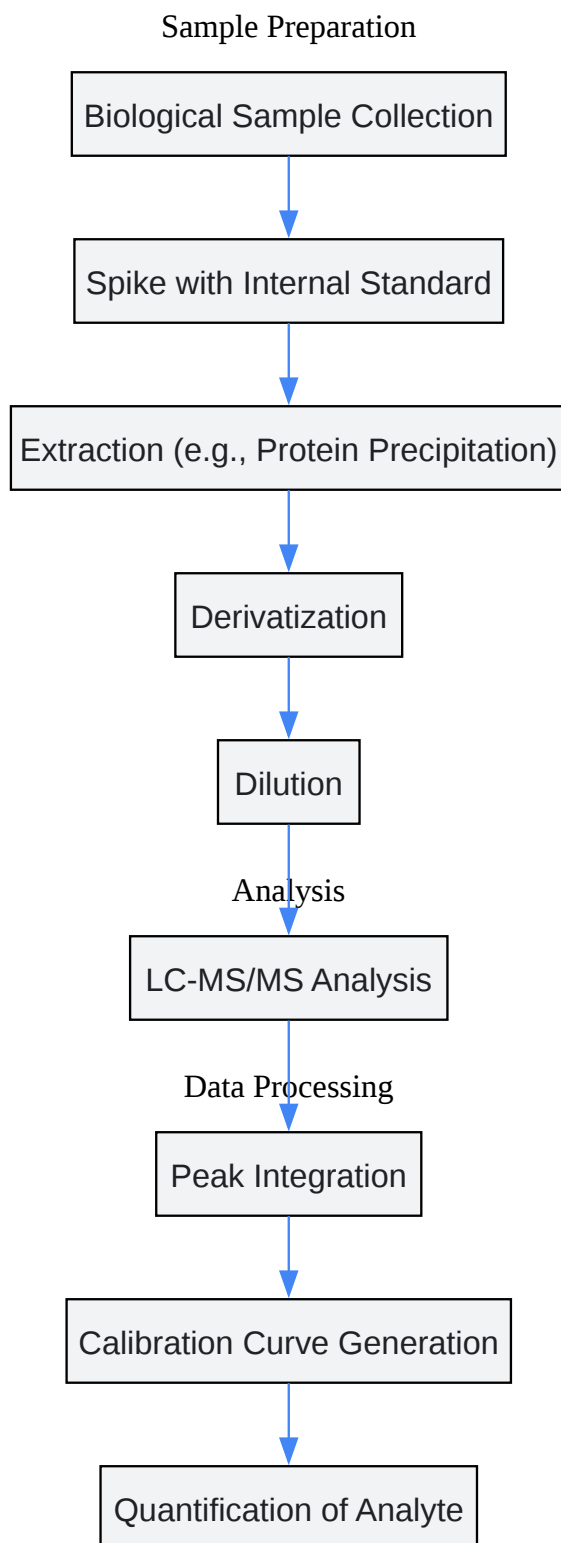 Sample Preparation
Biological Sample Collection
Spike with Internal Standard
Extraction (e.g., Protein Precipitation)
Derivatization
Dilution
Analysis
LC-MS/MS Analysis
Data Processing
Peak Integration
Calibration Curve Generation
Quantification of Analyte